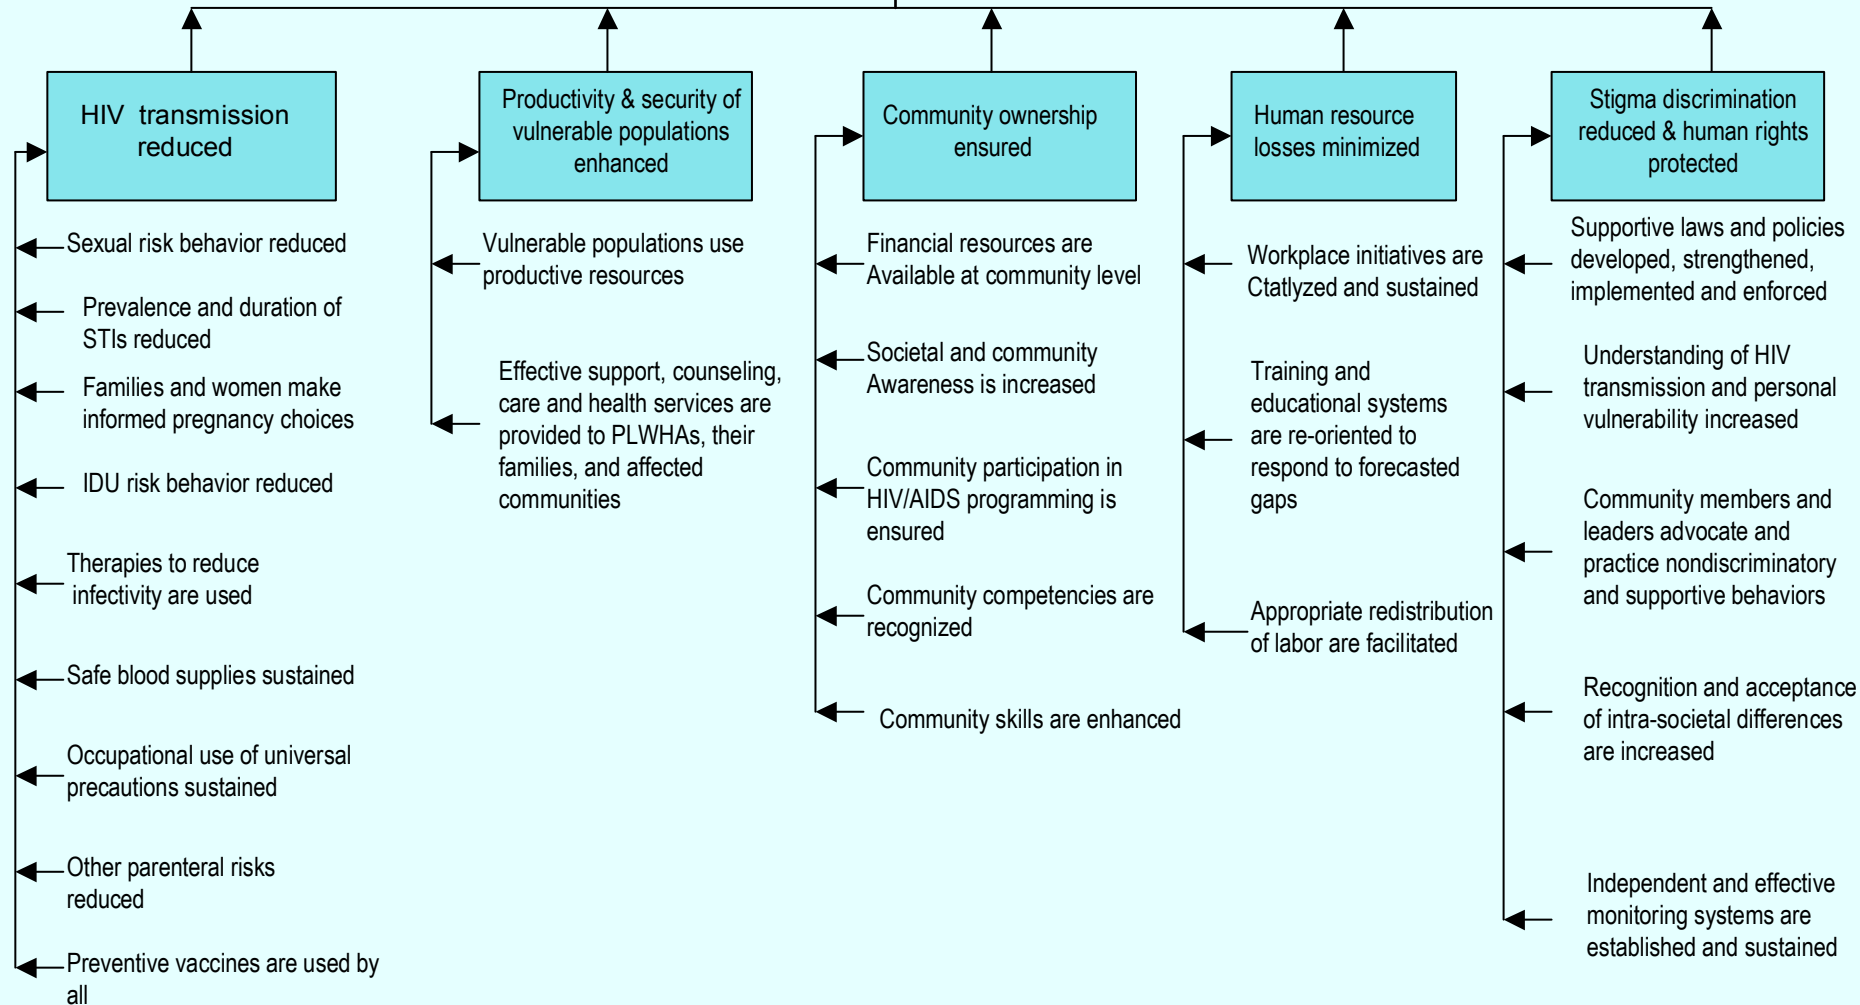 HIV transmission
reduced
Sexual risk behavior reduced
Prevalence and duration of
STIs reduced
Families and women make
informed pregnancy choices
IDU risk behavior reduced
Therapies to reduce
infectivity are used
Safe blood supplies sustained
Occupational use of universal
precautions sustained
Other parenteral risks
reduced
Preventive vaccines are used by
all
Productivity & security of
vulnerable populations
enhanced
Vulnerable populations use
productive resources
Effective support, counseling,
care and health services are
provided to PLWHAs, their
families, and affected
communities
Community ownership
ensured
Financial resources are
Available at community level
Societal and community
Awareness is increased
Community participation in
HIV/AIDS programming is
ensured
Community competencies are
recognized
Community skills are enhanced
Human resource
losses minimized
Workplace initiatives are
Ctatlyzed and sustained
Training and
educational systems
are re-oriented to
respond to forecasted
gaps
Appropriate redistribution
of labor are facilitated
Stigma discrimination
reduced & human rights
protected
Supportive laws and policies
developed, strengthened,
implemented and enforced
Understanding of HIV
transmission and personal
vulnerability increased
Community members and
leaders advocate and
practice nondiscriminatory
and supportive behaviors
Recognition and acceptance
of intra-societal differences
are increased
Independent and effective
monitoring systems are
established and sustained